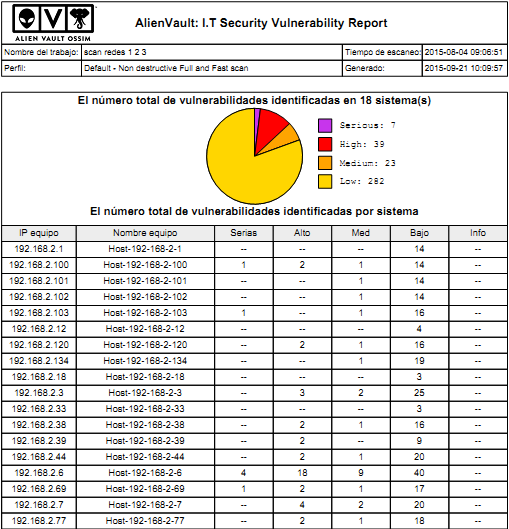 AlienVault: I.T Security Vulnerability Report
ALIEN VAULT OSSIM
Nombre del trabajo: scan redes 1 2 3 Tiempo de escaneo: 2015-08-04 09:06:51
Perfil: Default - Non destructive Full and Fast scan Generado: 2015-09-21 10:09:57
El número total de vulnerabilidades identificadas en 18 sistema(s)
Serious: 7
High: 39
Medium: 23
Low: 282
El número total de vulnerabilidades identificadas por sistema
IP equipo Nombre equipo Serias Alto Med Bajo Info
192.168.2.1 Host-192-168-2-1 -- -- -- 14 --
192.168.2.100 Host-192-168-2-100 1 2 1 14 --
192.168.2.101 Host-192-168-2-101 -- -- 1 14 --
192.168.2.102 Host-192-168-2-102 -- -- 1 14 --
192.168.2.103 Host-192-168-2-103 1 -- 1 16 --
192.168.2.12 Host-192-168-2-12 -- -- -- 4 --
192.168.2.120 Host-192-168-2-120 -- 2 1 16 --
192.168.2.134 Host-192-168-2-134 -- -- 1 19 --
192.168.2.18 Host-192-168-2-18 -- -- -- 3 --
192.168.2.3 Host-192-168-2-3 -- 3 2 25 --
192.168.2.33 Host-192-168-2-33 -- -- -- 3 --
192.168.2.38 Host-192-168-2-38 -- 2 1 16 --
192.168.2.39 Host-192-168-2-39 -- 2 -- 9 --
192.168.2.44 Host-192-168-2-44 -- 2 1 20 --
192.168.2.6 Host-192-168-2-6 4 18 9 40 --
192.168.2.69 Host-192-168-2-69 1 2 1 17 --
192.168.2.7 Host-192-168-2-7 -- 4 2 20 --
192.168.2.77 Host-192-168-2-77 -- 2 1 18 --